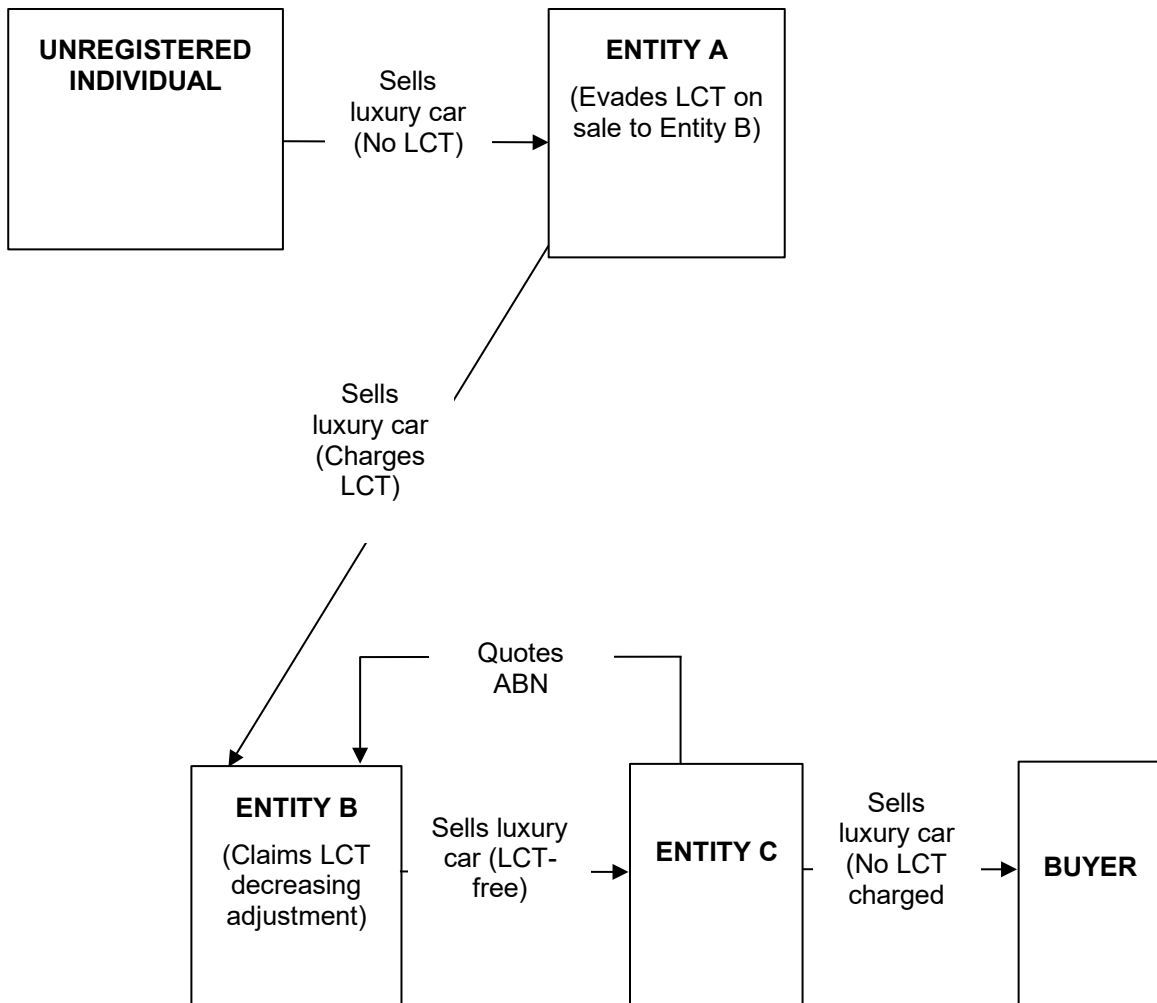 UNREGISTERED
INDIVIDUAL
Sells
luxury car
(No LCT)
ENTITY A
(Evades LCT on
sale to Entity B)
Sells
luxury car
(Charges
LCT)
Quotes
ABN
ENTITY B
(Claims LCT
decreasing
adjustment)
Sells luxury
car (LCT-
free)
ENTITY C
Sells
luxury car
(No LCT
charged
BUYER